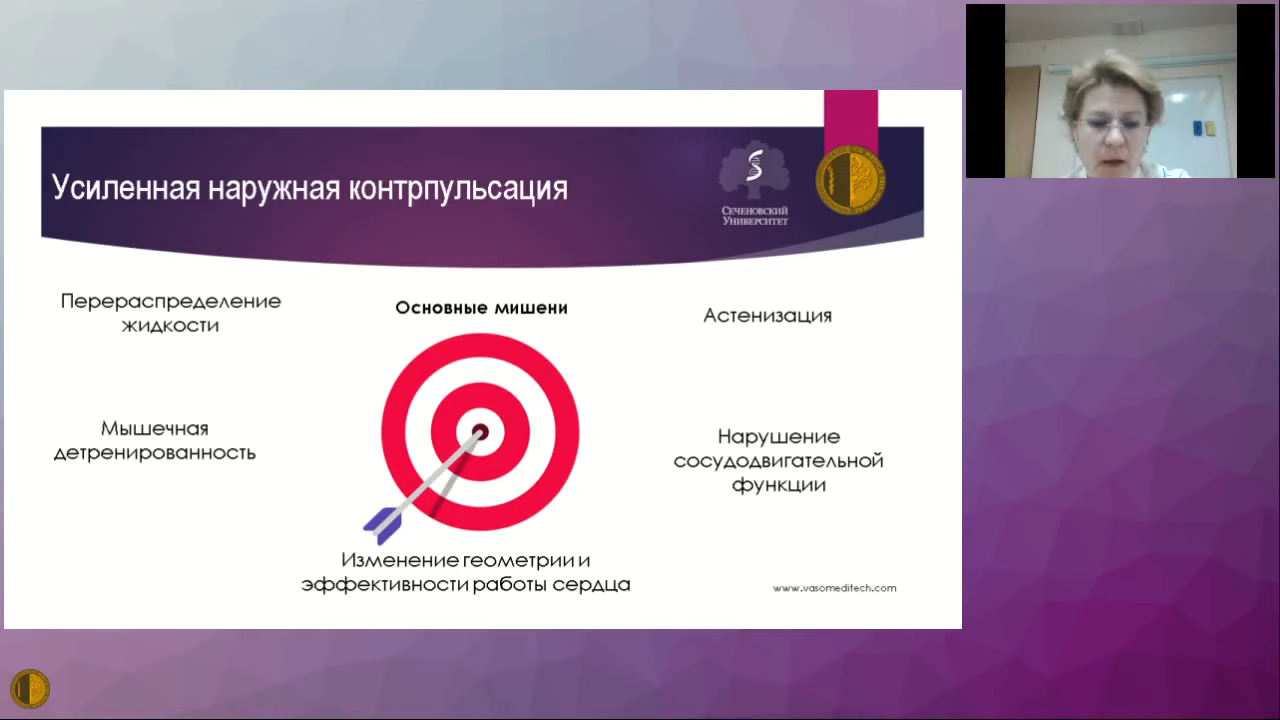 Усиленная наружная контрпульсация
СЕЧЕНОВСКИЙ
УНИВЕРСИТЕТ
Перераспределение
жидкости
Основные мишени
Астенизация
Мышечная
детренированность
Нарушение
сосудодвигательной
функции
Изменение геометрии и
эффективности работы сердца
www.vasomeditech.com